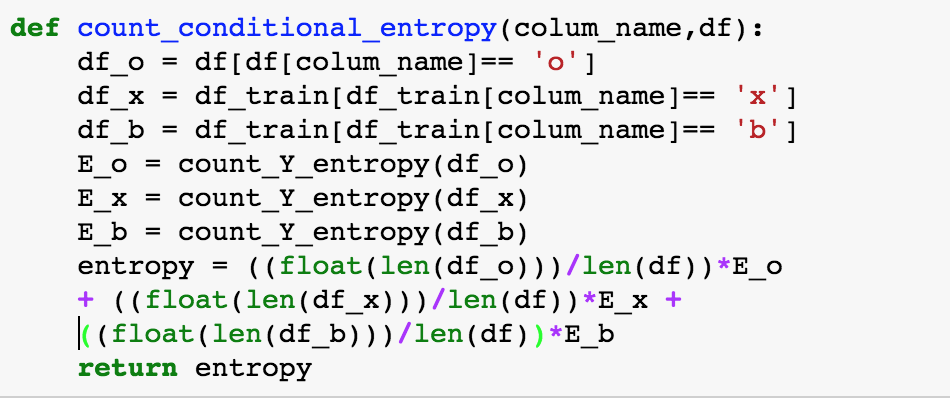 def count_conditional_entropy(colum_name,df):
    df_o = df[df[colum_name]== 'o']
    df_x = df_train[df_train[colum_name]== 'x']
    df_b = df_train[df_train[colum_name]== 'b']
    E_o = count_Y_entropy(df_o)
    E_x = count_Y_entropy(df_x)
    E_b = count_Y_entropy(df_b)
    entropy = ((float(len(df_o)))/len(df))*E_o
    + ((float(len(df_x)))/len(df))*E_x +
    ((float(len(df_b)))/len(df))*E_b
    return entropy